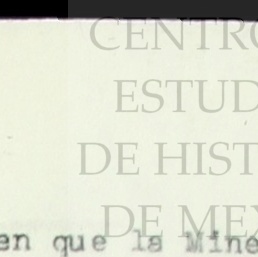 CENTRO
ESTUD
DE HIST
DE MEX
en que la Mine